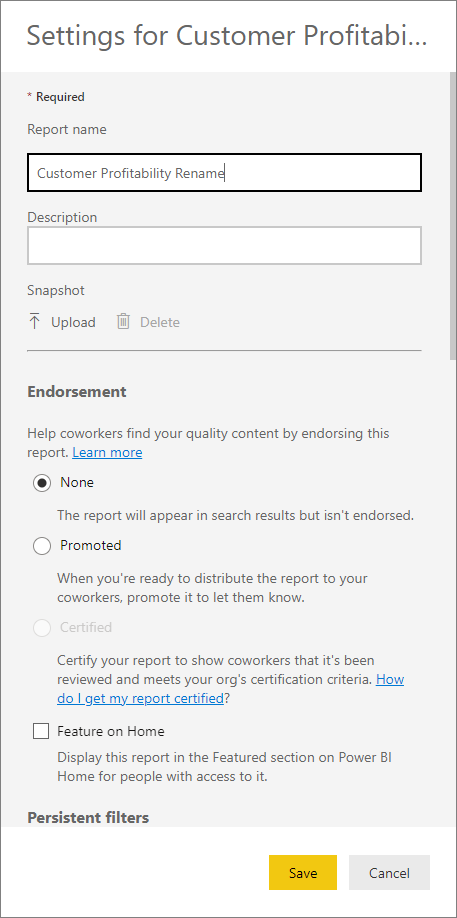 Settings for Customer Profitabi...
* Required
Report name
Customer Profitability Rename
Description
Snapshot
Upload Delete
Endorsement
Help coworkers find your quality content by endorsing this
report. Learn more
None
The report will appear in search results but isn't endorsed.
Promoted
When you're ready to distribute the report to your
coworkers, promote it to let them know.
Certified
Certify your report to show coworkers that it's been
reviewed and meets your org's certification criteria. How
do I get my report certified?
Feature on Home
Display this report in the Featured section on Power BI
Home for people with access to it.
Persistent filters
Save Cancel